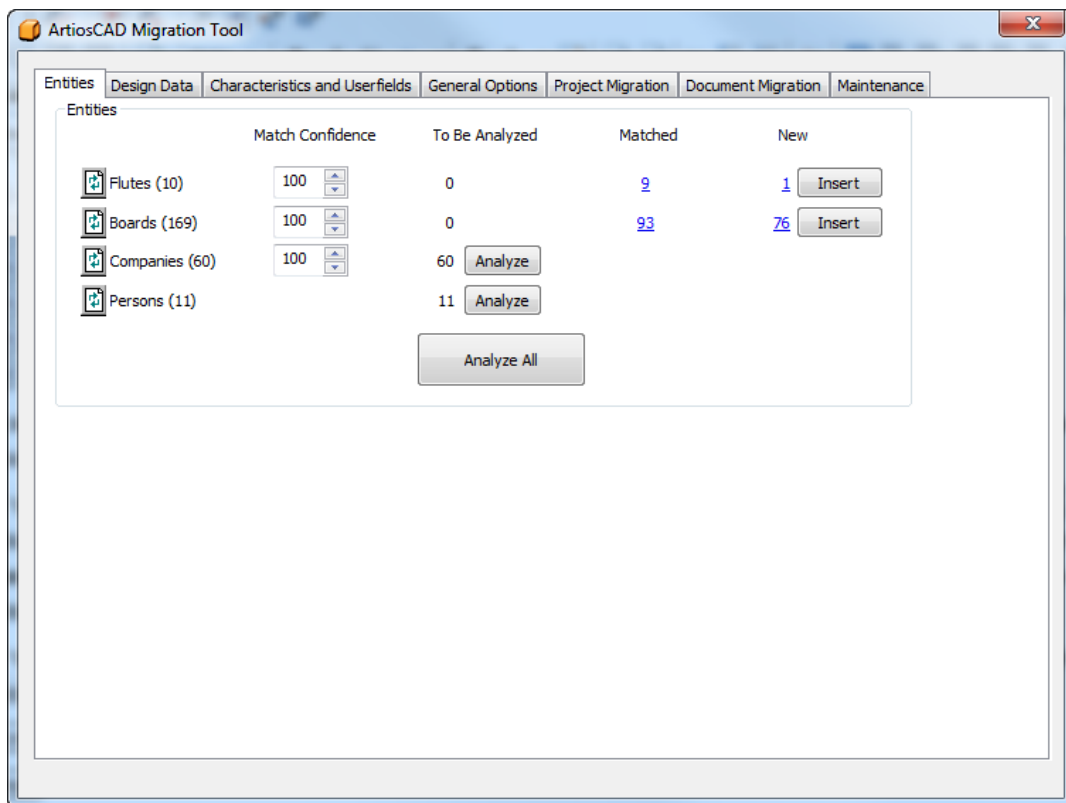 ArtiosCAD Migration Tool
Entities Design Data Characteristics and Userfields General Options Project Migration Document Migration Maintenance
Entities
Match Confidence To Be Analyzed Matched New
Flutes (10) 100 0 9 1 Insert
Boards (169) 100 0 93 76 Insert
Companies (60) 100 60 Analyze
Persons (11) 11 Analyze
Analyze All